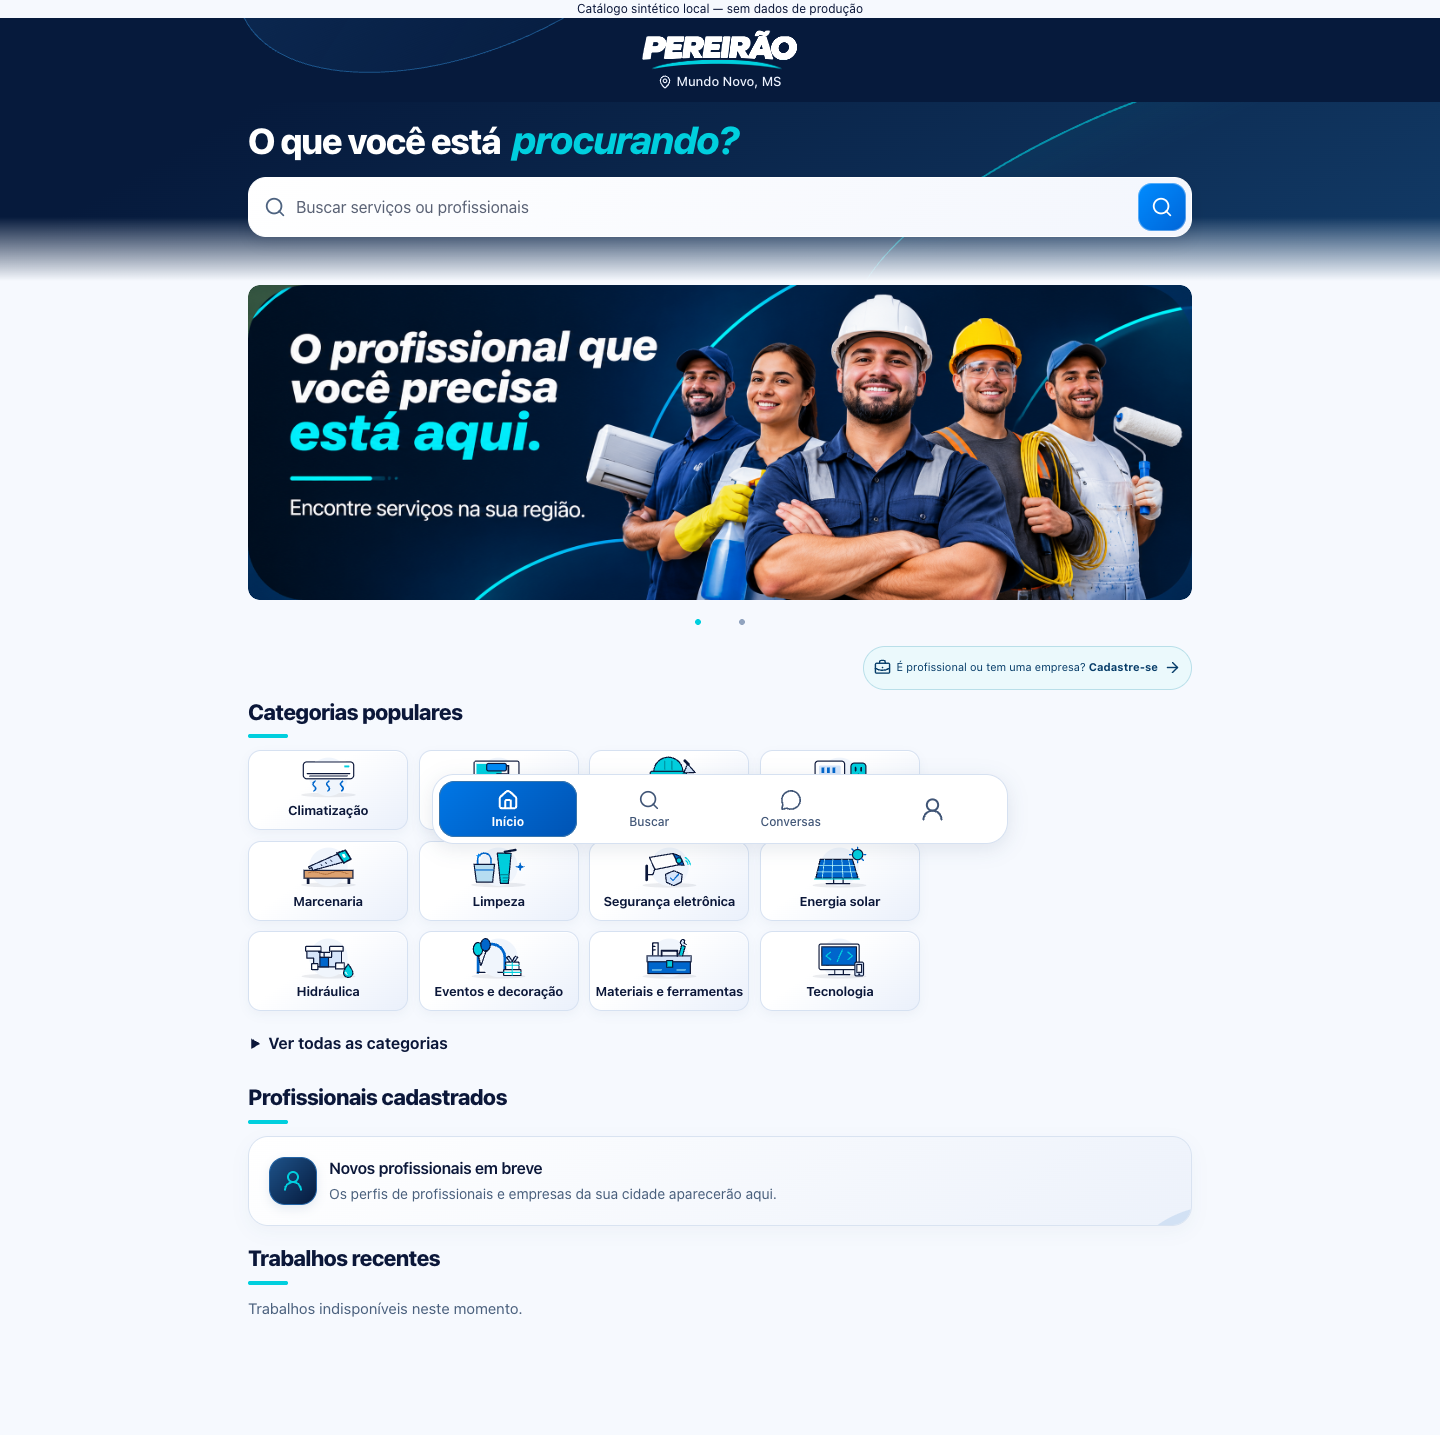 Catálogo sintético local — sem dados de produção
PEREIRÃO
Mundo Novo, MS
O que você está procurando?
Buscar serviços ou profissionais
O profissional que
você precisa
está aqui.
Encontre serviços na sua região.
É profissional ou tem uma empresa? Cadastre-se
Categorias populares
Climatização
Início
Buscar
Conversas
Marcenaria
Limpeza
Segurança eletrônica
Energia solar
Hidráulica
Eventos e decoração
Materiais e ferramentas
Tecnologia
Ver todas as categorias
Profissionais cadastrados
Novos profissionais em breve
Os perfis de profissionais e empresas da sua cidade aparecerão aqui.
Trabalhos recentes
Trabalhos indisponíveis neste momento.